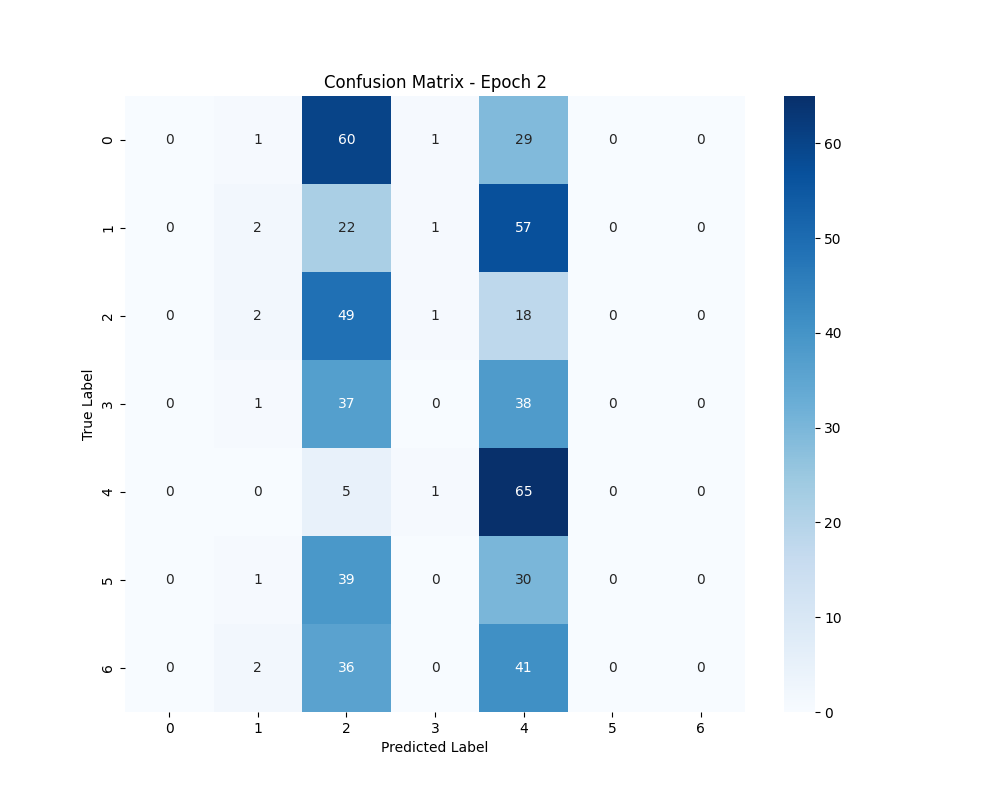 Confusion Matrix - Epoch 2
0 0 1 60 1 29 0 0
1 0 2 22 1 57 0 0
2 0 2 49 1 18 0 0
3 0 1 37 0 38 0 0
4 0 0 5 1 65 0 0
5 0 1 39 0 30 0 0
6 0 2 36 0 41 0 0
True Label
0 1 2 3 4 5 6
Predicted Label
60
50
40
30
20
10
0